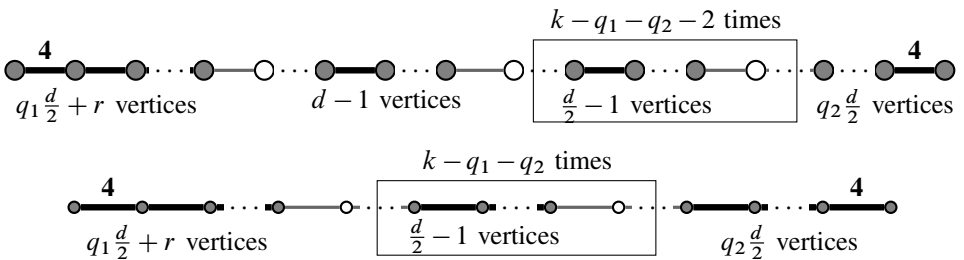 k − q₁ − q₂ − 2 times
4 4
q₁ d/2 + r vertices d − 1 vertices d/2 − 1 vertices q₂ d/2 vertices
k − q₁ − q₂ times
4 4
q₁ d/2 + r vertices d/2 − 1 vertices q₂ d/2 vertices